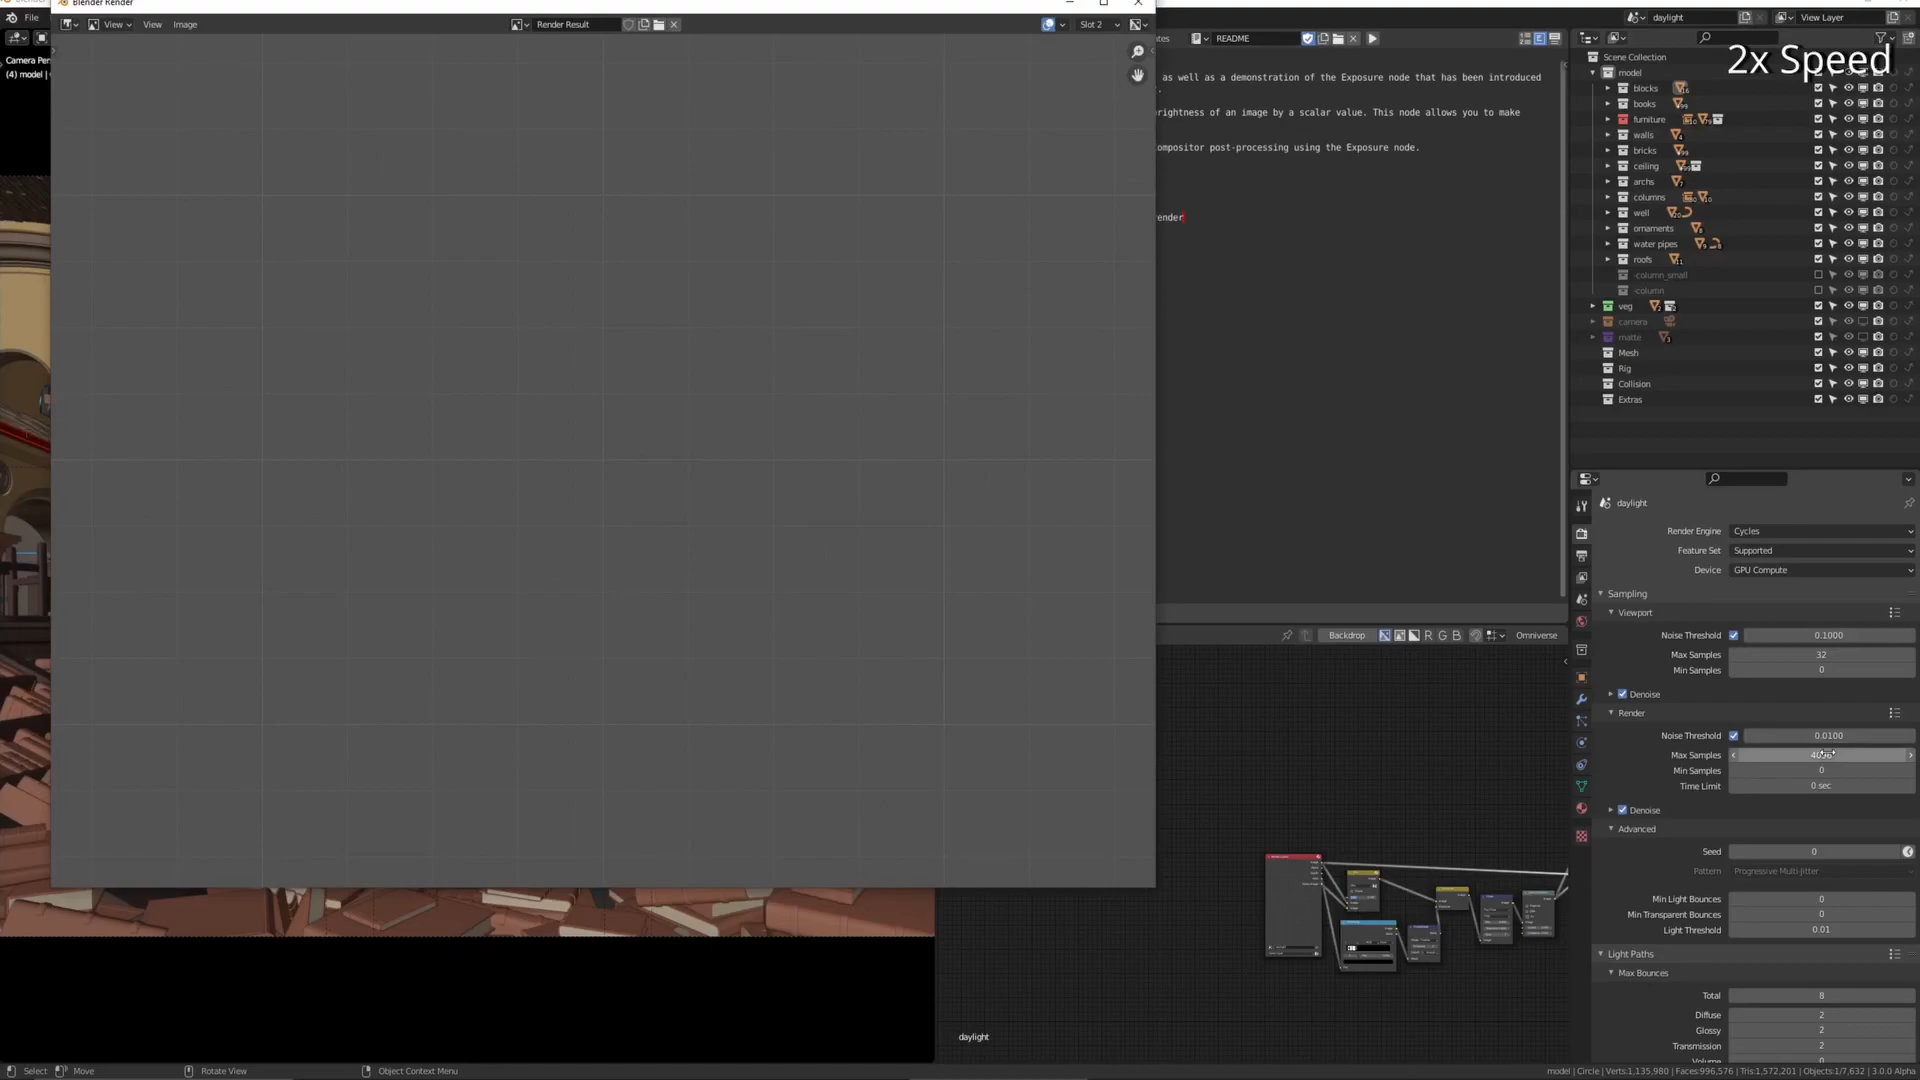 Blender Render
File
View
View
Image
Render Result
Slot 2
README
daylight
View Layer
Camera Per
(4) model |
2x Speed
as well as a demonstration of the Exposure node that has been introduced
rightness of an image by a scalar value. This node allows you to make
ompositor post-processing using the Exposure node.
ender
Scene Collection
model
blocks
books
furniture
walls
bricks
ceiling
archs
columns
well
ornaments
water pipes
roofs
-column_small
-column
veg
camera
matte
Mesh
Rig
Collision
Extras
daylight
Render Engine
Cycles
Feature Set
Supported
Device
GPU Compute
Sampling
Viewport
Noise Threshold
0.1000
Max Samples
32
Min Samples
0
Denoise
Render
Noise Threshold
0.0100
Max Samples
Min Samples
0
Time Limit
0 sec
Denoise
Advanced
Seed
0
Pattern
Progressive Multi-Jitter
Min Light Bounces
0
Min Transparent Bounces
0
Light Threshold
0.01
Light Paths
Max Bounces
Total
8
Diffuse
2
Glossy
2
Transmission
2
Volume
0
Backdrop
R G B
Omniverse
daylight
Select
Move
Rotate View
Object Context Menu
model | Circle | Verts:1,135,980 | Faces:996,576 | Tris:1,572,201 | Objects:1/7,632 | 3.0.0 Alpha